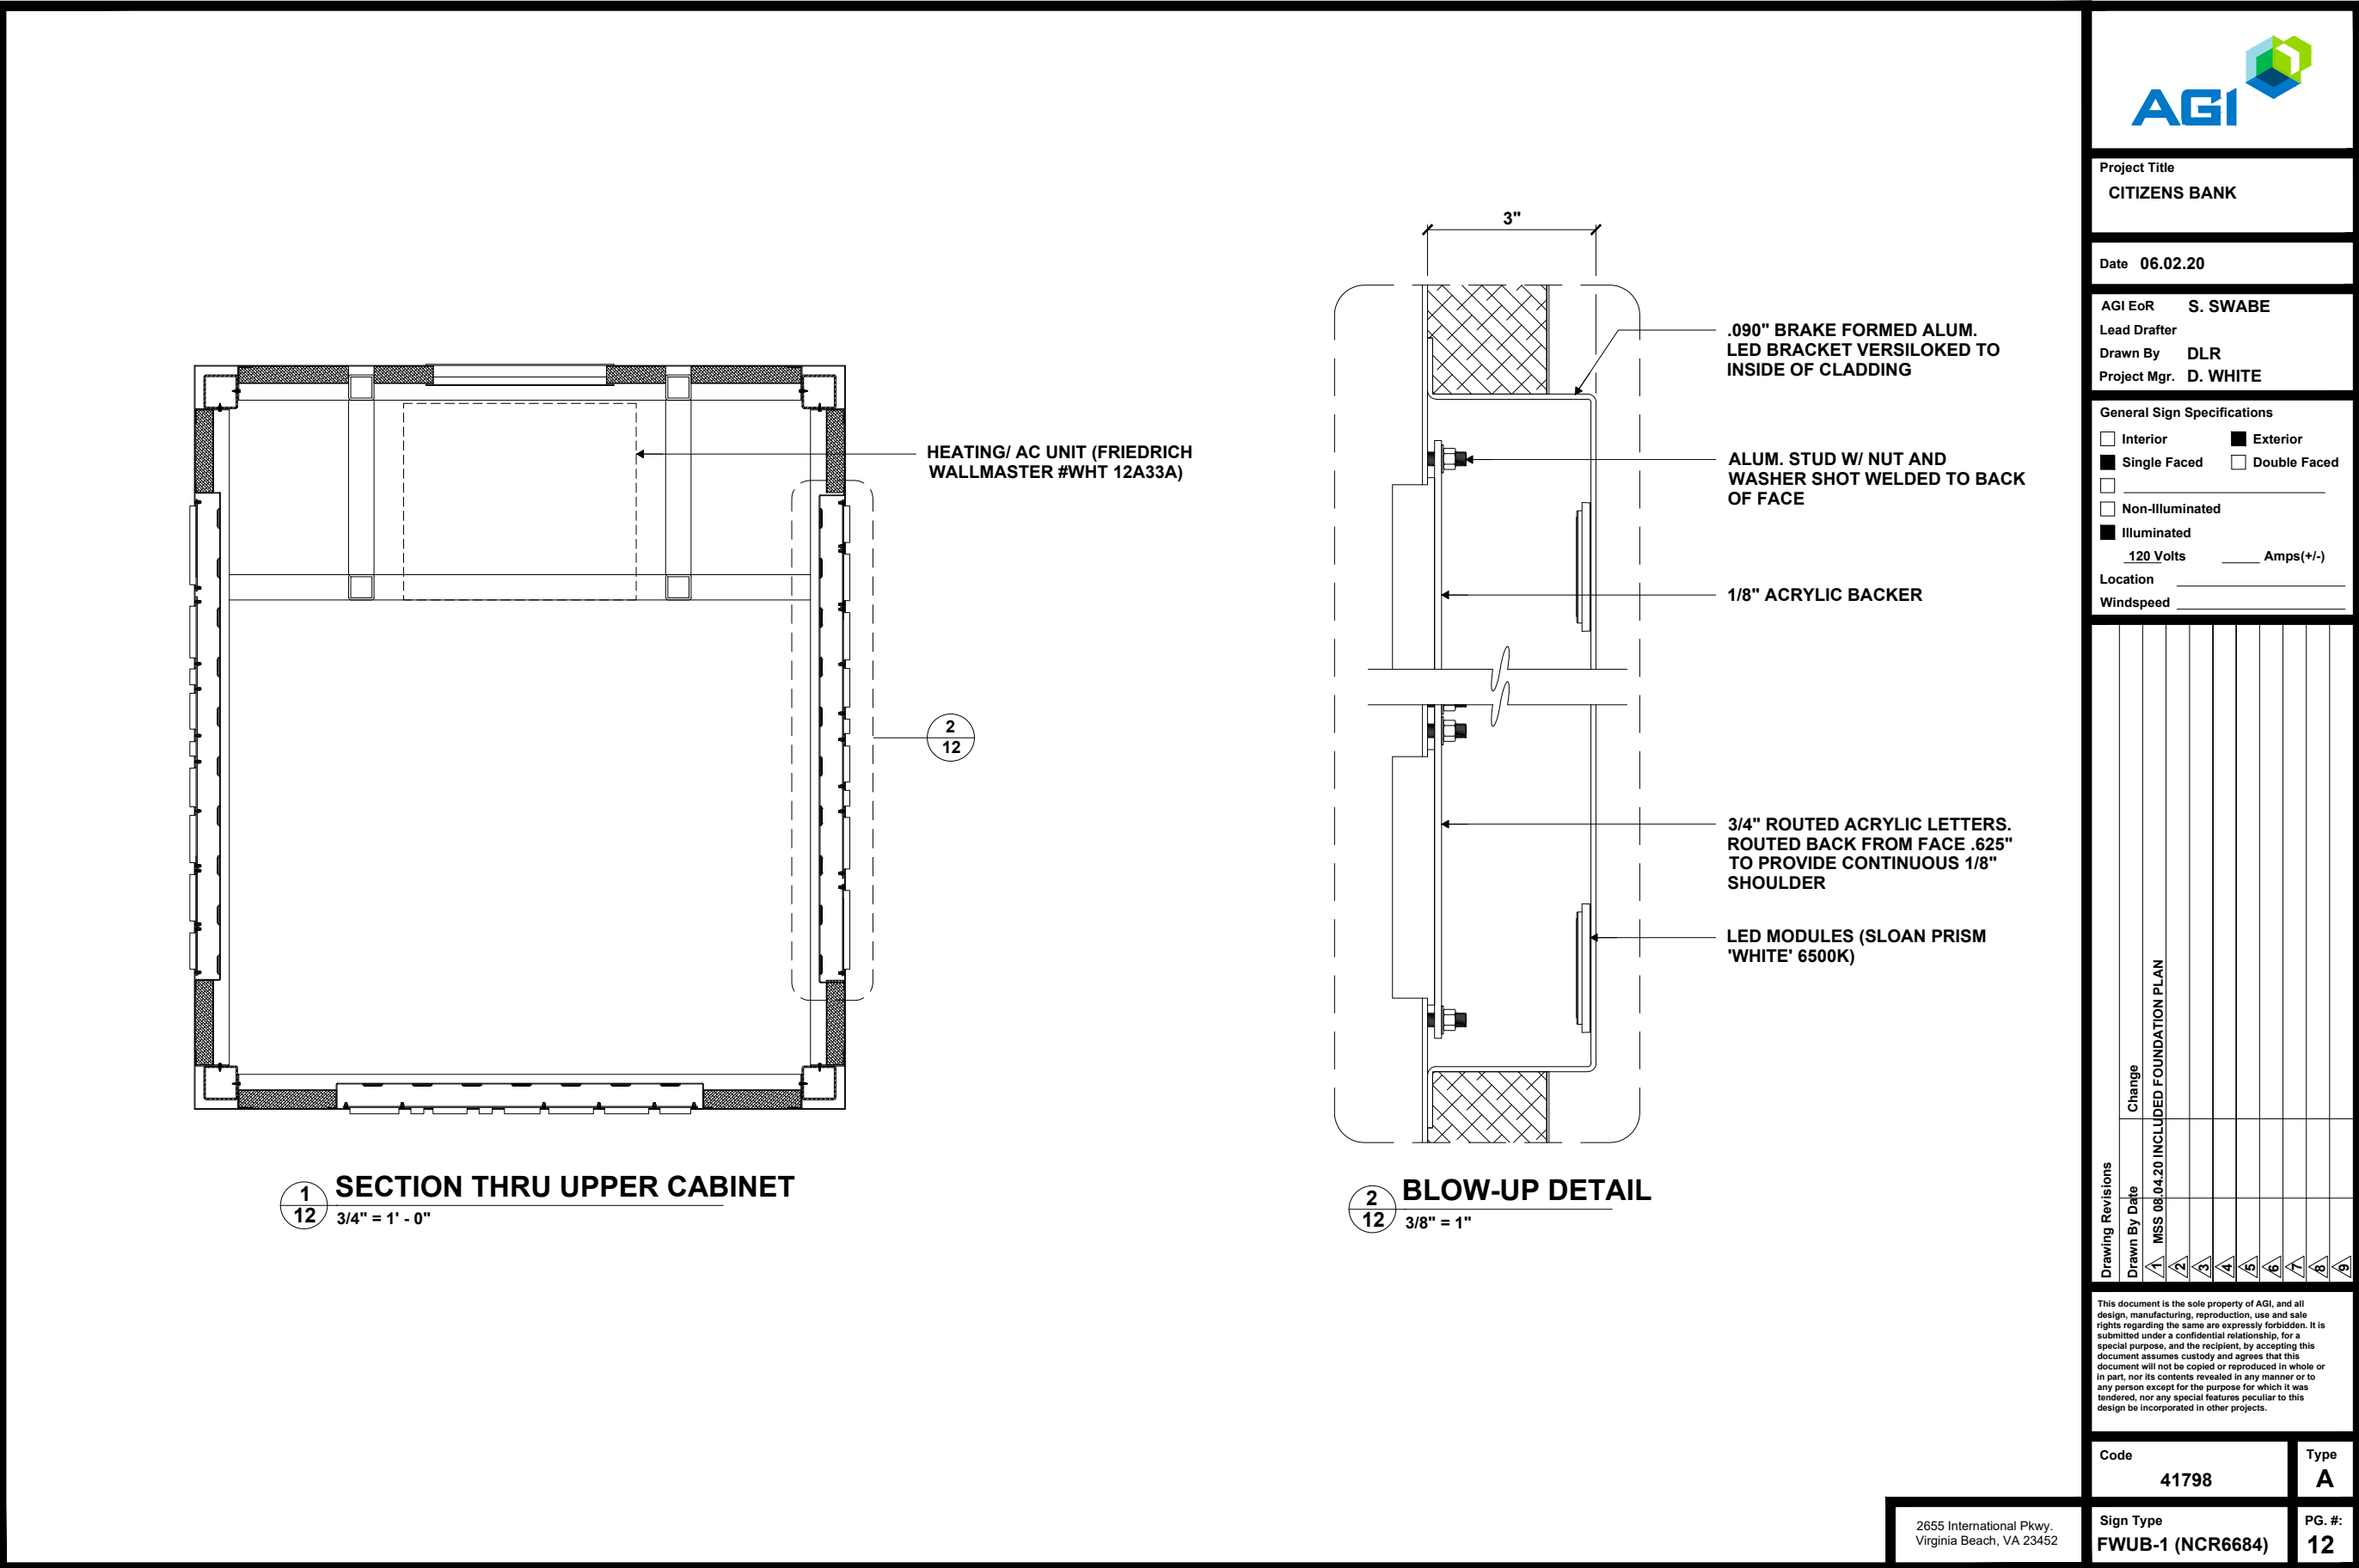 HEATING/ AC UNIT (FRIEDRICH
WALLMASTER #WHT 12A33A)
2
12
1
12
SECTION THRU UPPER CABINET
3/4" = 1' - 0"
3"
.090" BRAKE FORMED ALUM.
LED BRACKET VERSILOKED TO
INSIDE OF CLADDING
ALUM. STUD W/ NUT AND
WASHER SHOT WELDED TO BACK
OF FACE
1/8" ACRYLIC BACKER
3/4" ROUTED ACRYLIC LETTERS.
ROUTED BACK FROM FACE .625"
TO PROVIDE CONTINUOUS 1/8"
SHOULDER
LED MODULES (SLOAN PRISM
'WHITE' 6500K)
2
12
BLOW-UP DETAIL
3/8" = 1"
AGI
Project Title
CITIZENS BANK
Date 06.02.20
AGI EoR S. SWABE
Lead Drafter
Drawn By DLR
Project Mgr. D. WHITE
General Sign Specifications
Interior Exterior
Single Faced Double Faced
Non-Illuminated
Illuminated
120 Volts Amps(+/-)
Location
Windspeed
Drawing Revisions
Drawn By Date Change
1 MSS 08.04.20 INCLUDED FOUNDATION PLAN
2
3
4
5
6
7
8
9
This document is the sole property of AGI, and all
design, manufacturing, reproduction, use and sale
rights regarding the same are expressly forbidden. It is
submitted under a confidential relationship, for a
special purpose, and the recipient, by accepting this
document assumes custody and agrees that this
document will not be copied or reproduced in whole or
in part, nor its contents revealed in any manner or to
any person except for the purpose for which it was
tendered, nor any special features peculiar to this
design be incorporated in other projects.
Code
41798
Type
A
2655 International Pkwy.
Virginia Beach, VA 23452
Sign Type
FWUB-1 (NCR6684)
PG. #:
12